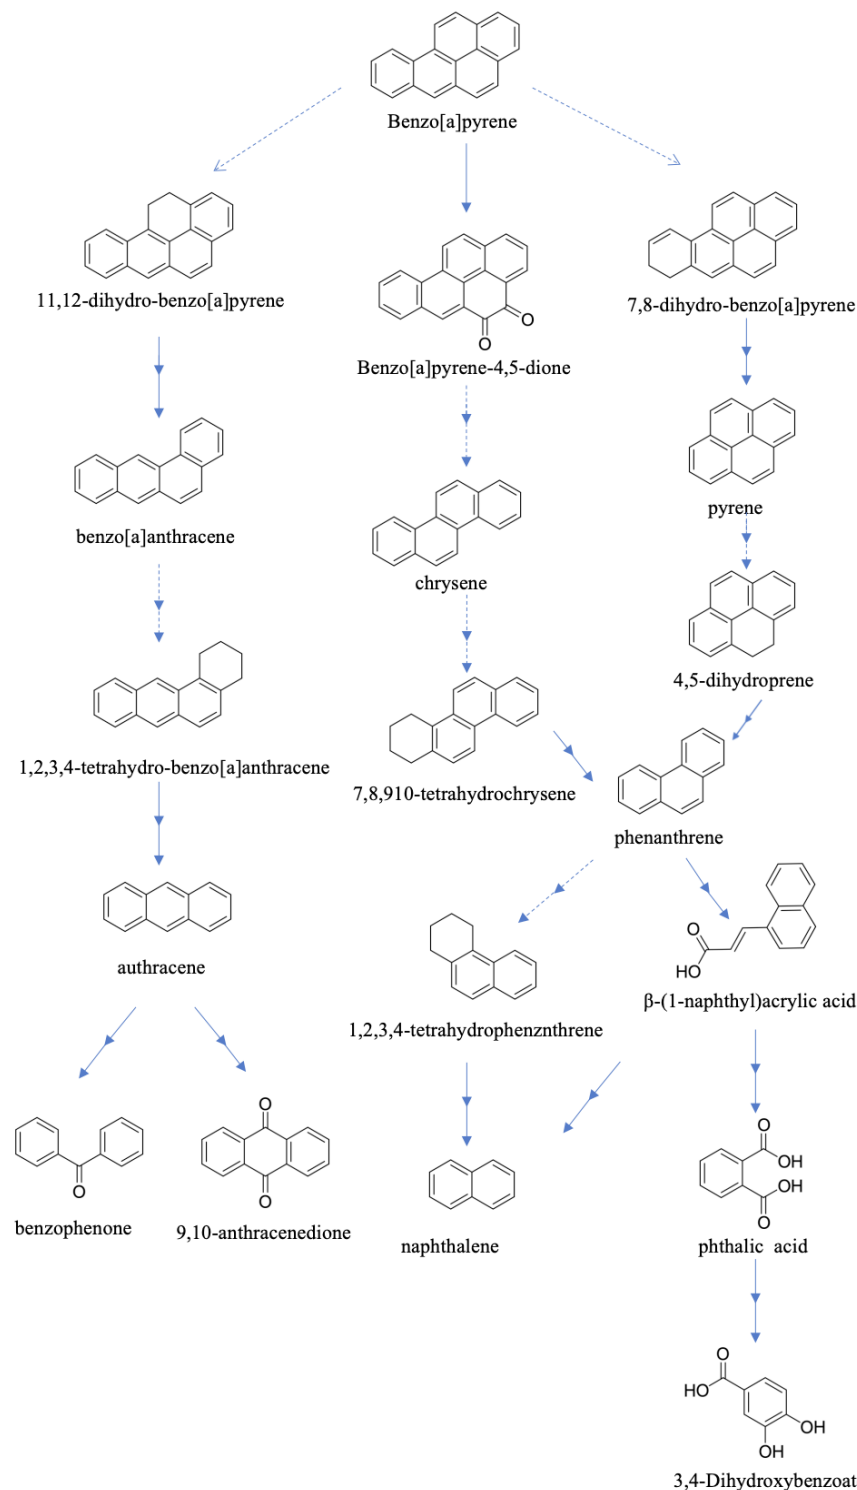 Benzo[a]pyrene
11,12-dihydro-benzo[a]pyrene
O
O
Benzo[a]pyrene-4,5-dione
7,8-dihydro-benzo[a]pyrene
benzo[a]anthracene
chrysene
pyrene
4,5-dihydroprene
1,2,3,4-tetrahydro-benzo[a]anthracene
7,8,910-tetrahydrochrysene
phenanthrene
authracene
1,2,3,4-tetrahydrophenznthrene
O
HO
β-(1-naphthyl)acrylic acid
O
benzophenone
O
O
9,10-anthracenedione
naphthalene
O
OH
OH
O
phthalic acid
O
HO
OH
OH
3,4-Dihydroxybenzoat